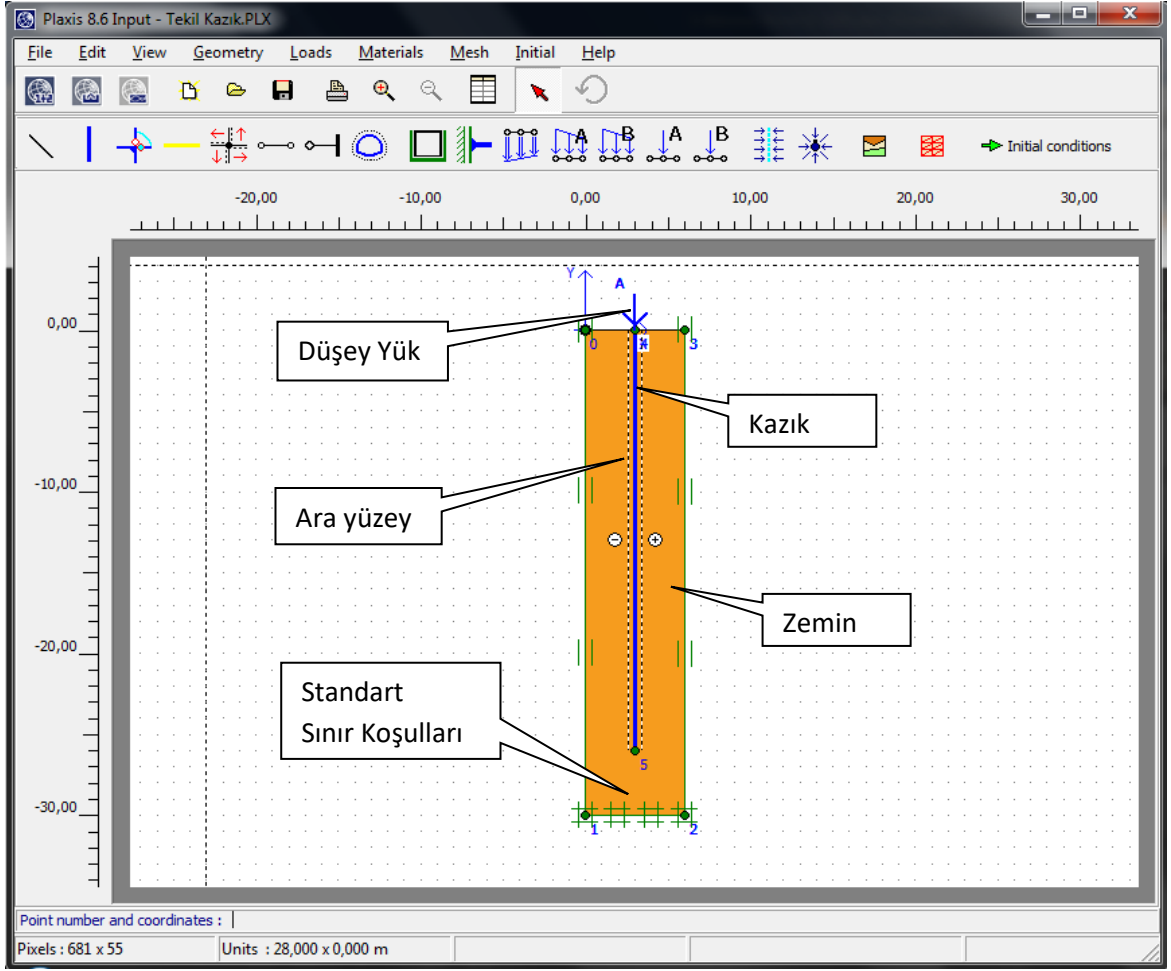 Plaxis 8.6 Input - Tekil Kazık.PLX
File Edit View Geometry Loads Materials Mesh Initial Help
A B A B Initial conditions
-20,00 -10,00 0,00 10,00 20,00 30,00
Y
A
0,00
0 3
Düşey Yük
Kazık
-10,00
Ara yüzey
- +
Zemin
-20,00
Standart
Sınır Koşulları
5
-30,00
1 2
Point number and coordinates :
Pixels : 681 x 55 Units : 28,000 x 0,000 m